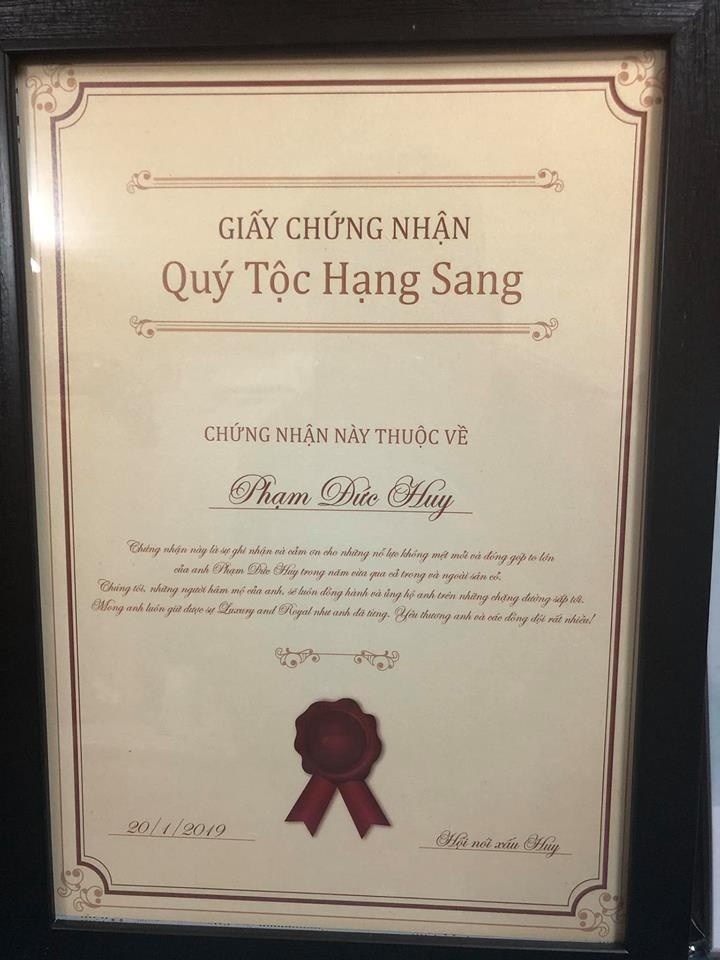 GIẤY CHỨNG NHẬN
Quý Tộc Hạng Sang
CHỨNG NHẬN NÀY THUỘC VỀ
Phạm Đức Huy
Chứng nhận này là sự ghi nhận và cảm ơn cho những nỗ lực không mệt mỏi và đóng góp to lớn
của anh Phạm Đức Huy trong năm vừa qua cả trong và ngoài sân cỏ.
Chúng tôi, những người hâm mộ của anh, sẽ luôn đồng hành và ủng hộ anh trên những chặng đường sắp tới.
Mong anh luôn giữ được sự Luxury and Royal như anh đã từng. Yêu thương anh và các đồng đội rất nhiều!
20/1/2019
Hội nói xấu Huy